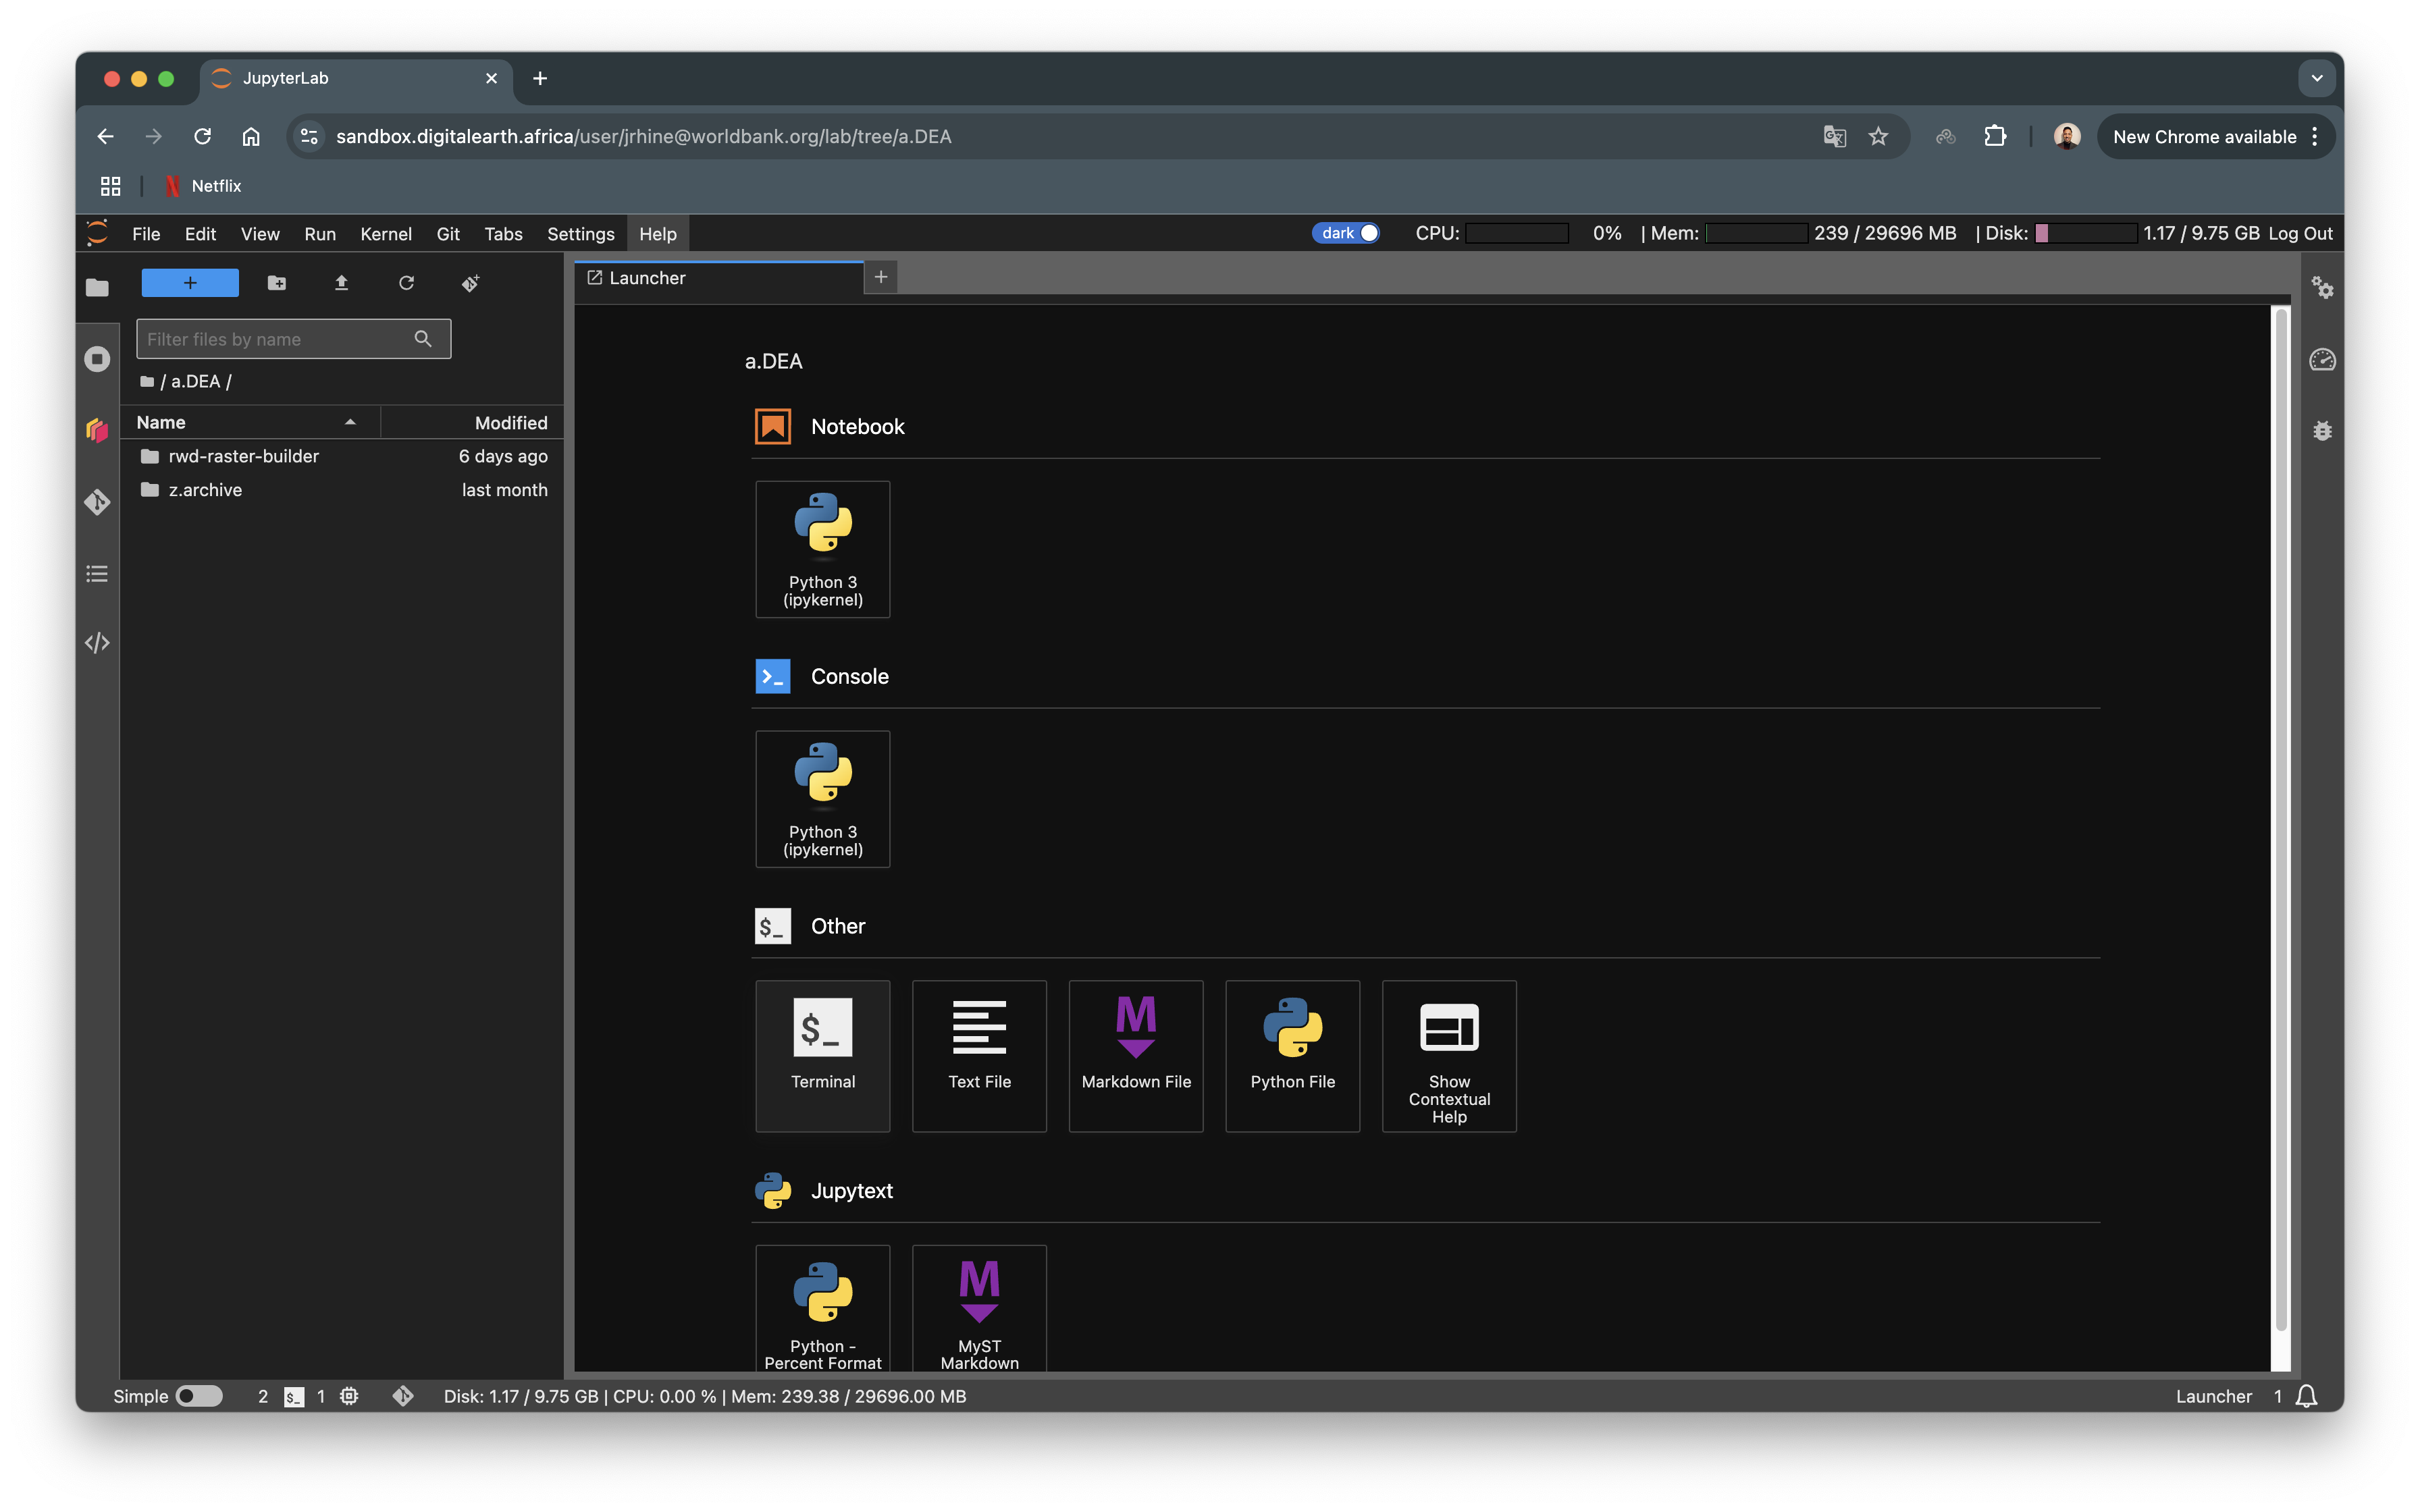 JupyterLab
sandbox.digitalearth.africa/user/jrhine@worldbank.org/lab/tree/a.DEA
New Chrome available
Netflix
File Edit View Run Kernel Git Tabs Settings Help
dark CPU: 0% | Mem: 239 / 29696 MB | Disk: 1.17 / 9.75 GB Log Out
+
Launcher
Filter files by name
/ a.DEA /
Name Modified
rwd-raster-builder 6 days ago
z.archive last month
a.DEA
Notebook
Python 3
(ipykernel)
>_ Console
Python 3
(ipykernel)
$_ Other
$_
Terminal
Text File
M
Markdown File
Python File
Show
Contextual
Help
Jupytext
Python -
Percent Format
M
MyST
Markdown
Simple 2 $_ 1 Disk: 1.17 / 9.75 GB | CPU: 0.00 % | Mem: 239.38 / 29696.00 MB Launcher 1